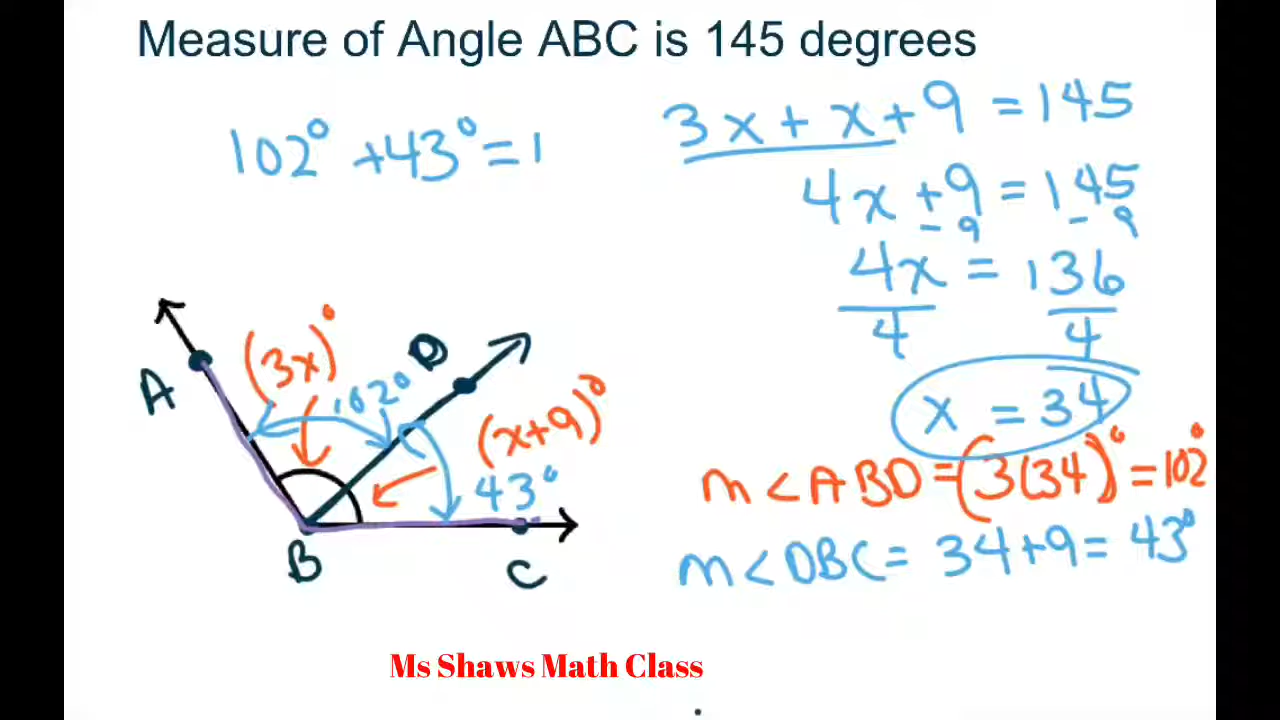 Measure of Angle ABC is 145 degrees
102° + 43° = 1
3x + x + 9 = 145
4x + 9 = 145
- 9 - 9
4x = 136
4 4
x = 34
m < ABD = (3(34))° = 102°
m < DBC = 34 + 9 = 43°
A
(3x)°
102°
D
(x+9)°
43°
B
C
Ms Shaws Math Class